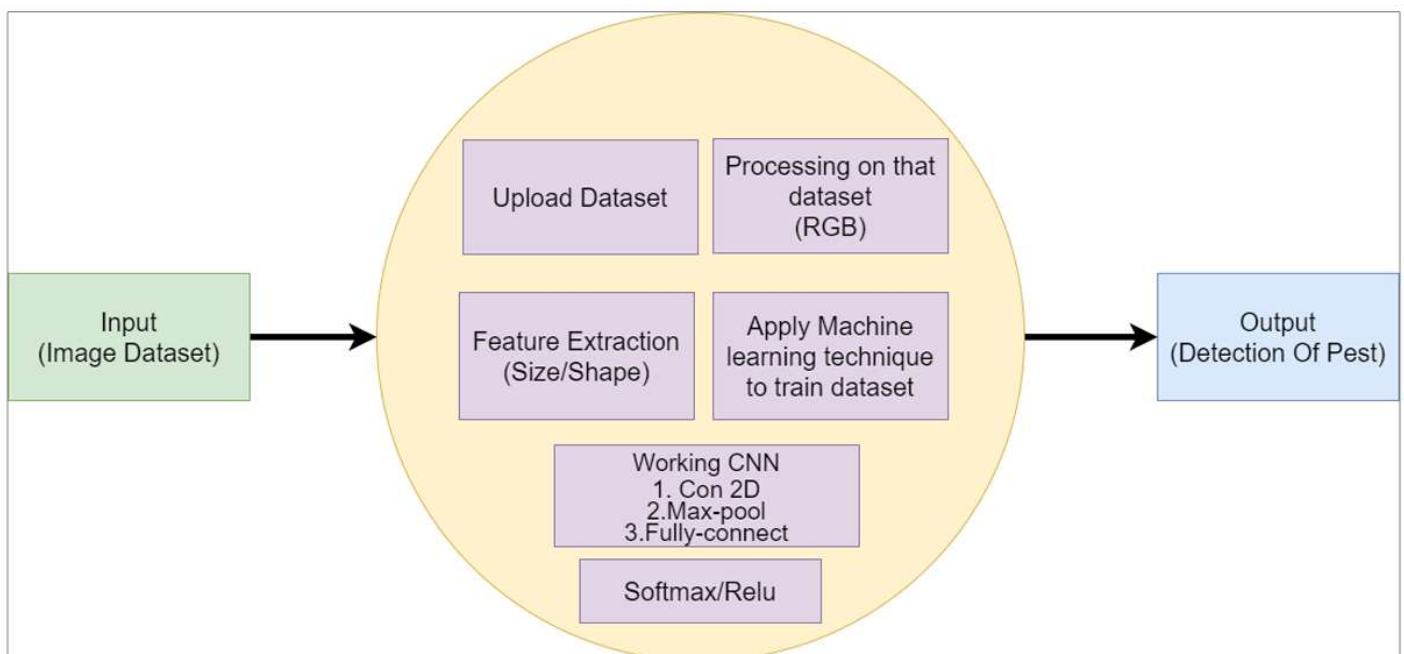 Upload Dataset
Processing on that
dataset
(RGB)
Input
(Image Dataset)
Feature Extraction
(Size/Shape)
Apply Machine
learning technique
to train dataset
Output
(Detection Of Pest)
Working CNN
1. Con 2D
2.Max-pool
3.Fully-connect
Softmax/Relu